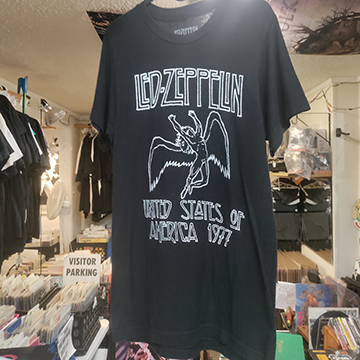 LED-ZEPPELIN
UNITED STATES OF
AMERICA 1977
VISITOR
PARKING